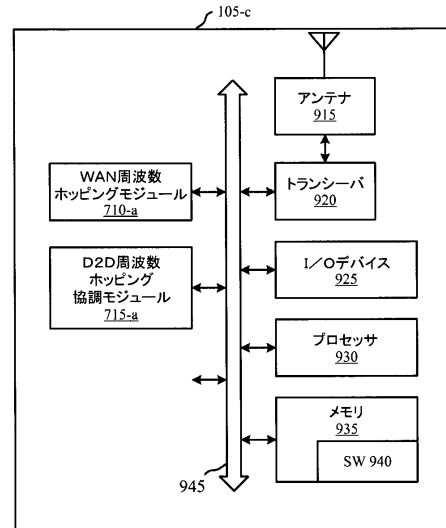 105-c
アンテナ
915
WAN周波数
ホッピングモジュール
710-a
トランシーバ
920
D2D周波数
ホッピング
協調モジュール
715-a
I/Oデバイス
925
プロセッサ
930
メモリ
935
SW 940
945